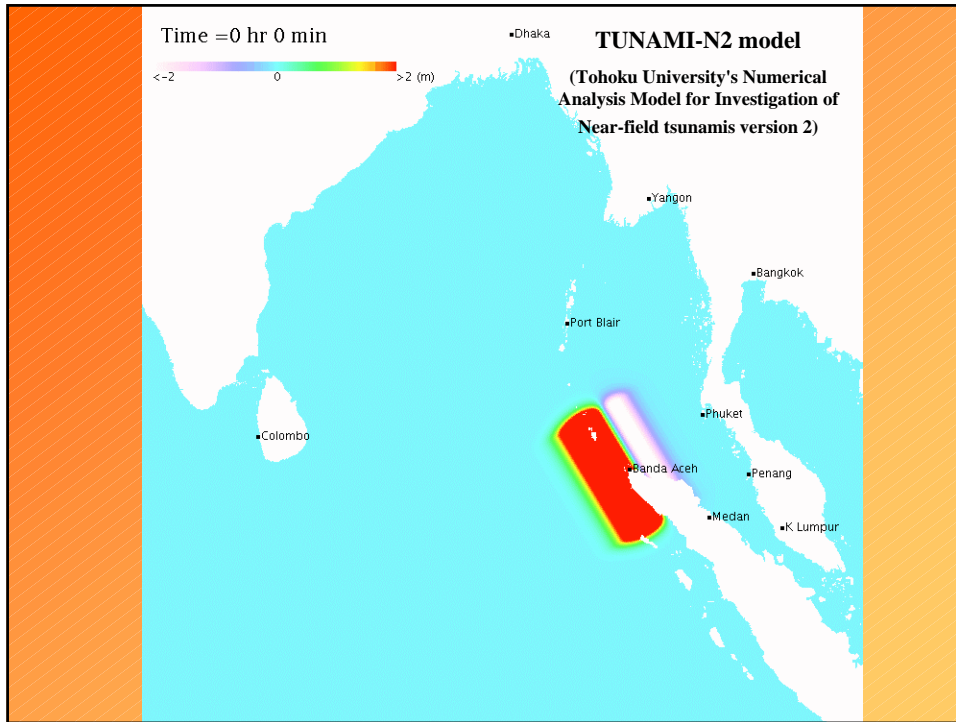 Time =0 hr 0 min
<-2 0 >2 (m)
TUNAMI-N2 model
(Tohoku University's Numerical
Analysis Model for Investigation of
Near-field tsunamis version 2)
Dhaka
Yangon
Bangkok
Port Blair
Phuket
Colombo
Banda Aceh
Penang
Medan
K Lumpur